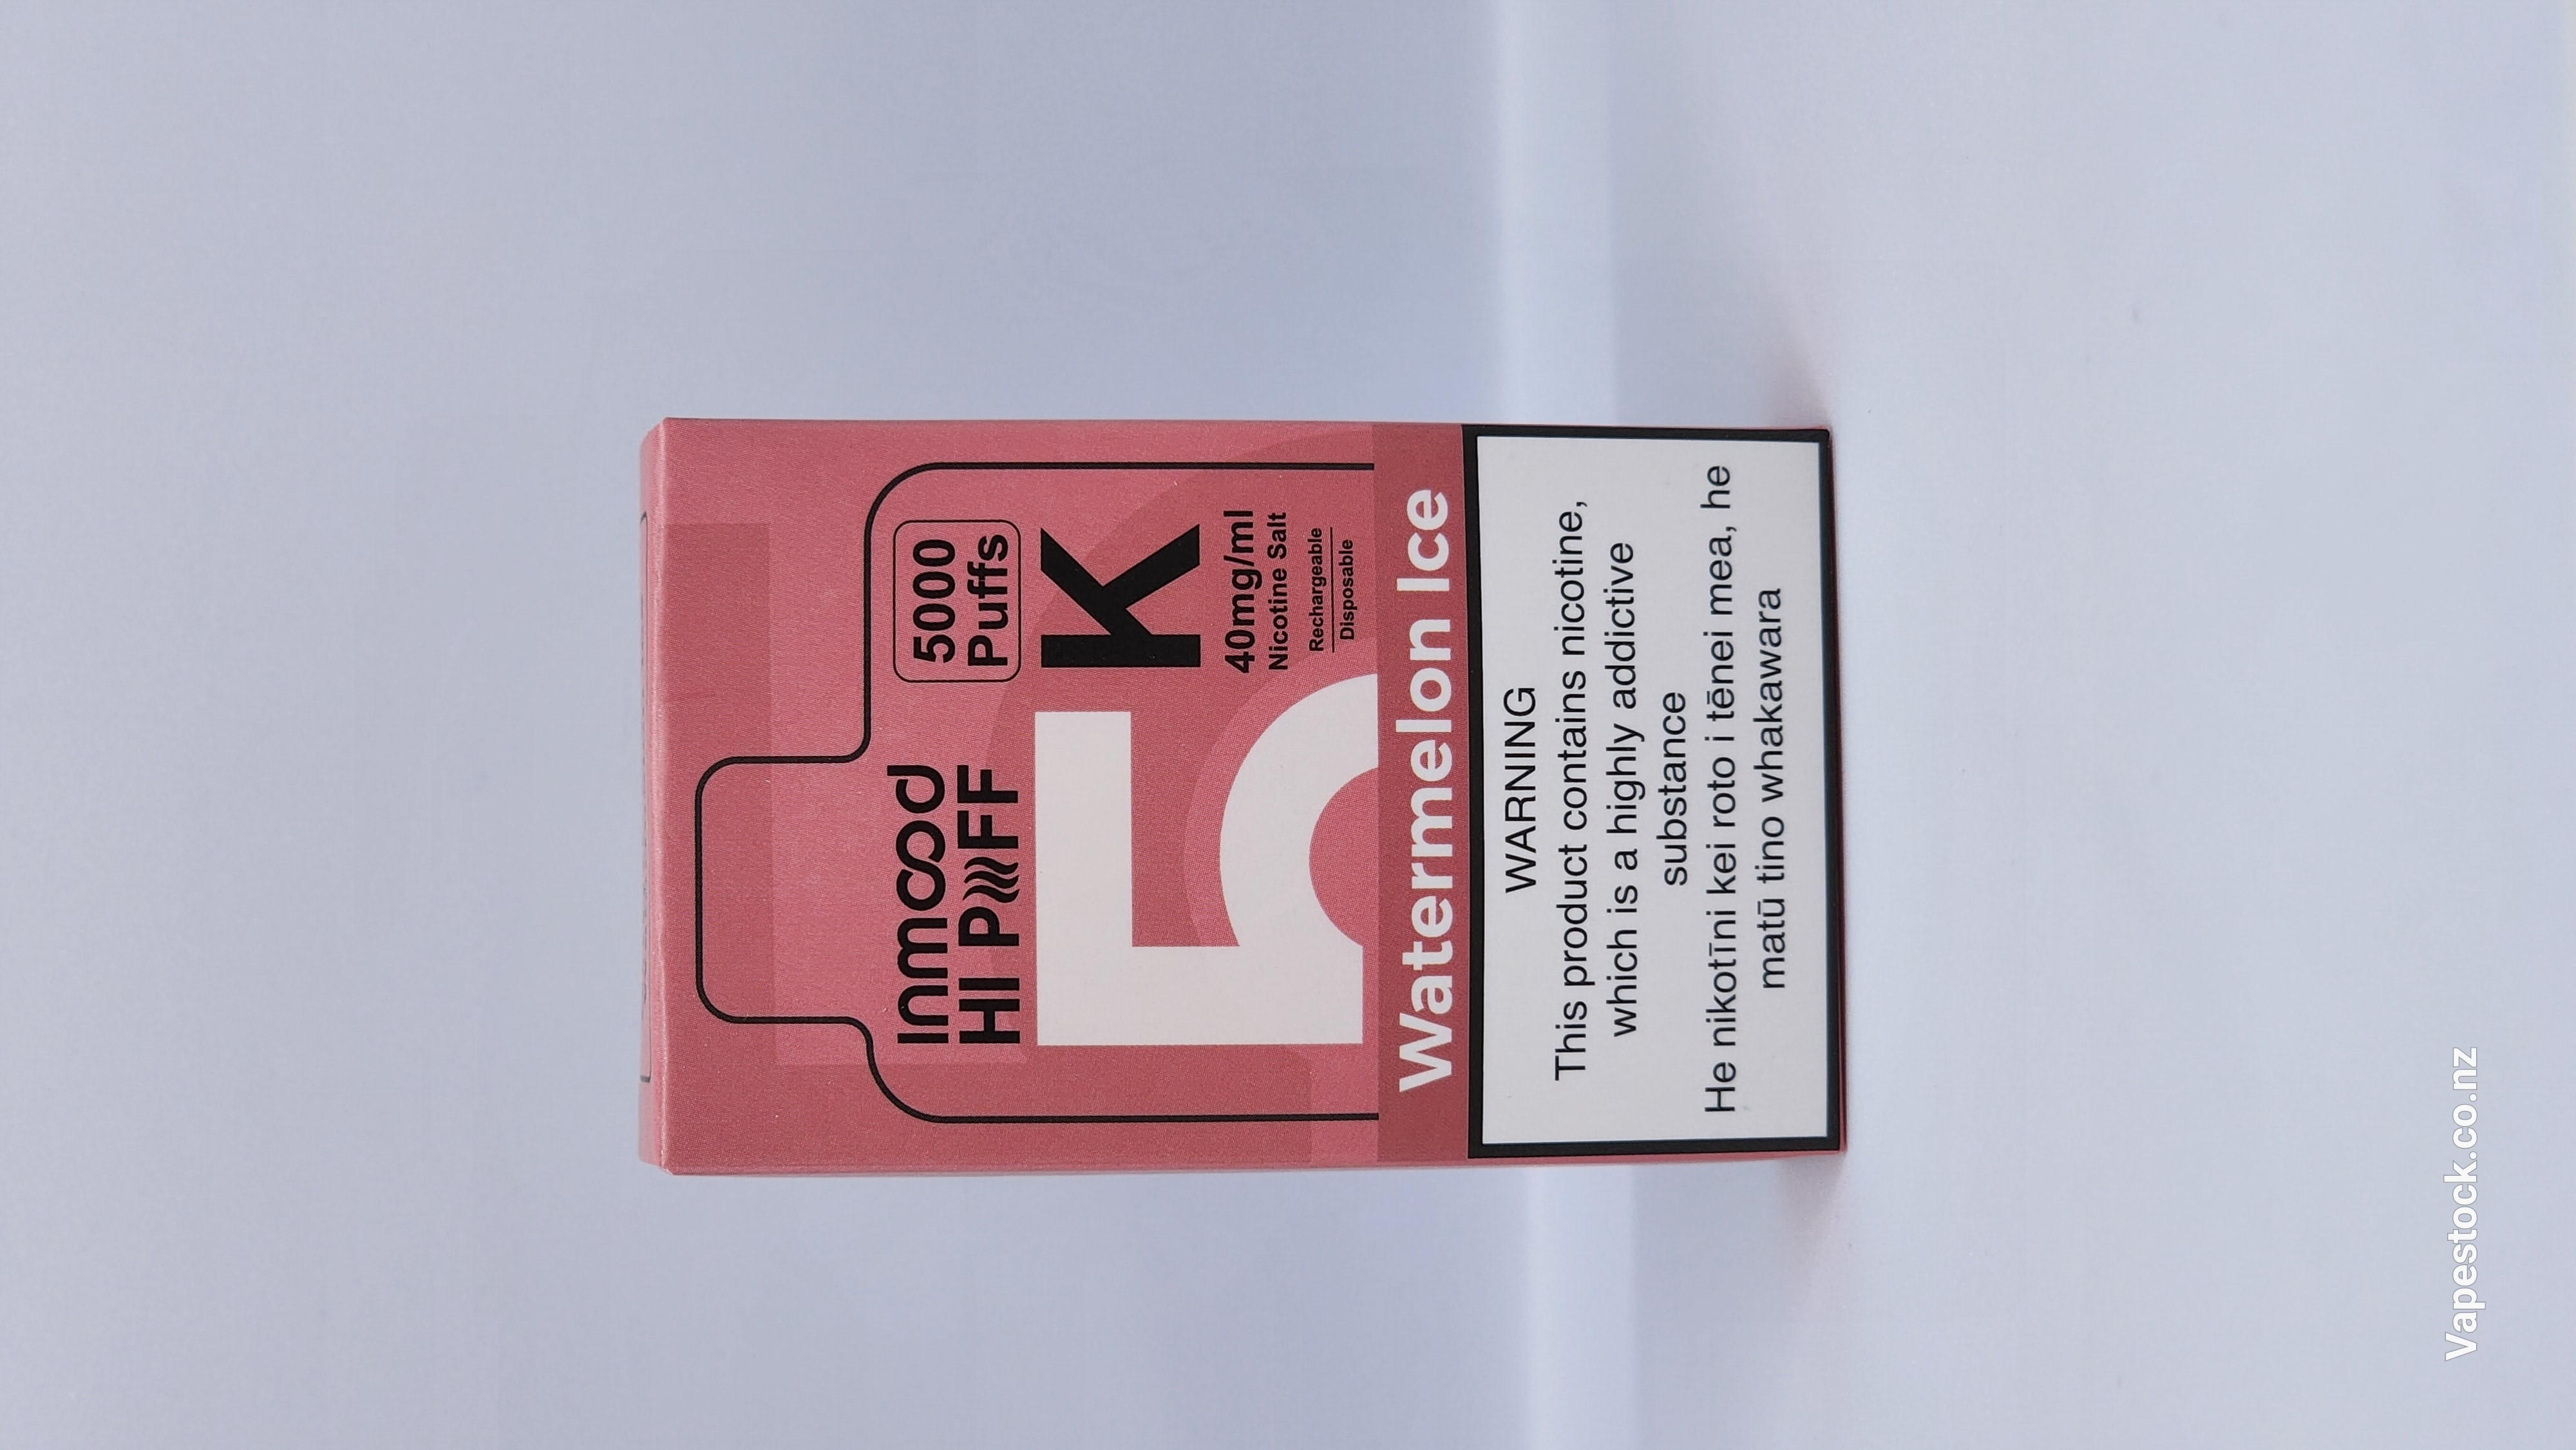 inmood
HI PUFF
5000
Puffs
5K
40mg/ml
Nicotine Salt
Rechargeable
Disposable
Watermelon Ice
WARNING
This product contains nicotine,
which is a highly addictive
substance
He nikotīni kei roto i tēnei mea, he
matū tino whakawara
Vapestock.co.nz